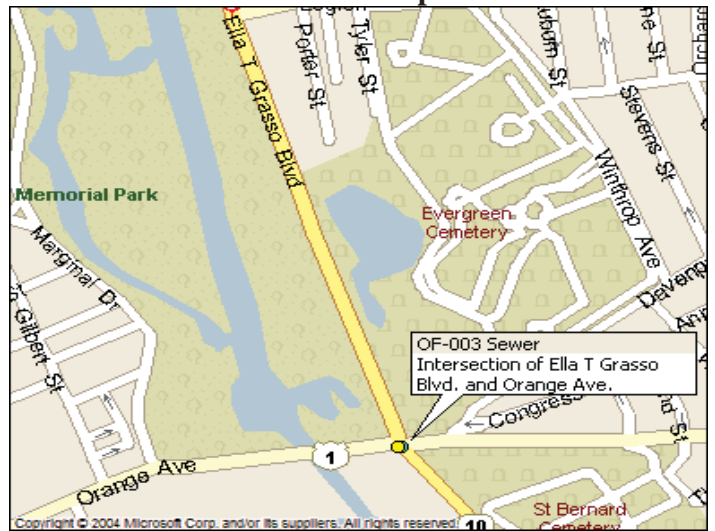 Ella T Grasso Blvd
Porter St
Tyler St
Auburn St
Stevens St
Winthrop Ave
Memorial Park
Evergreen
Cemetery
Marginal Dr
Gilbert St
OF-003 Sewer
Intersection of Ella T Grasso
Blvd. and Orange Ave.
1
Orange Ave
St Bernard
Cemetery
10
Copyright © 2004 Microsoft Corp. and/or its suppliers. All rights reserved.